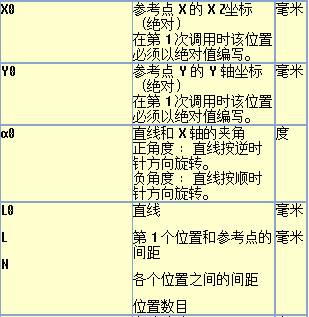 X0 参考点 X 的 X Z坐标 毫米
（绝对）
在第 1 次调用时该位置
必须以绝对值编写。
Y0 参考点 Y 的 Y 轴坐标 毫米
（绝对）
在第 1 次调用时该位置
必须以绝对值编写。
α0 直线和 X 轴的夹角 度
正角度：直线按逆时
针方向旋转。
负角度：直线按顺时
针方向旋转。
L0 直线 毫米
L 第 1 个位置和参考点的 毫米
间距
N
各个位置之间的间距
位置数目